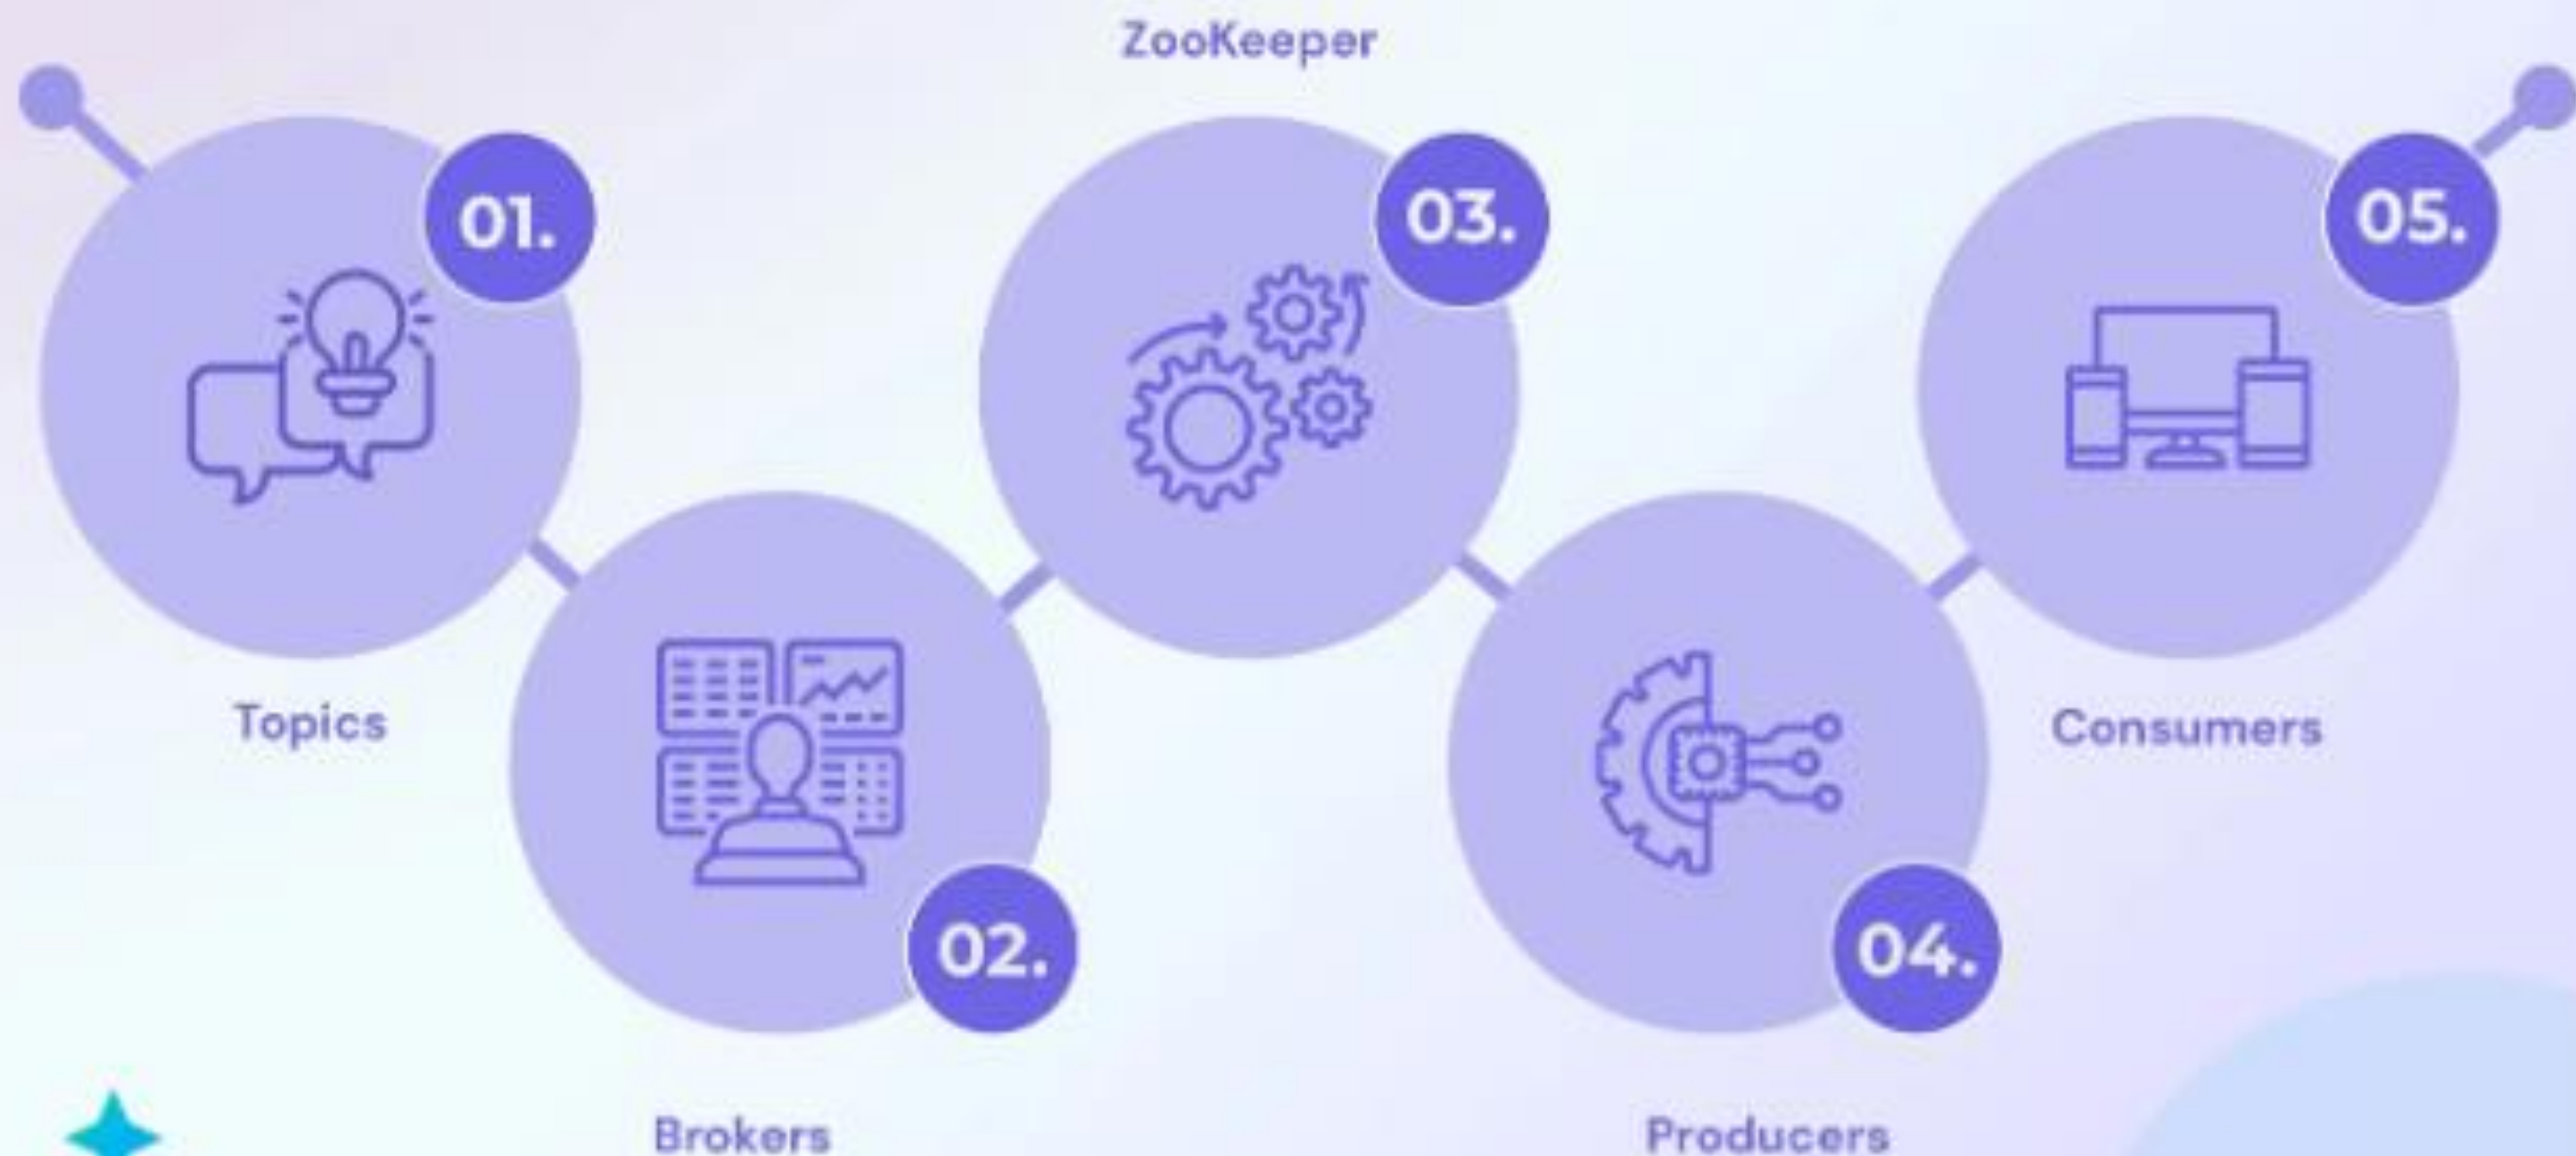 01.
Topics
02.
Brokers
ZooKeeper
03.
04.
Producers
05.
Consumers